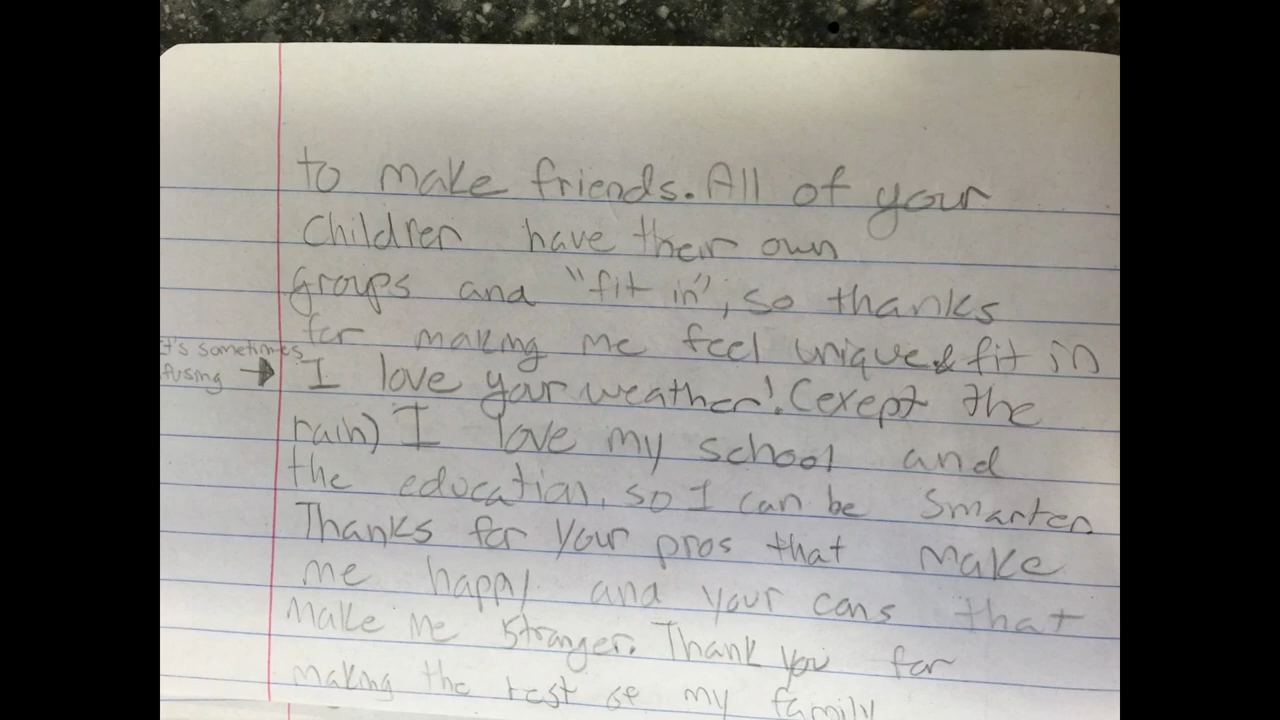 to make friends. All of your
children have their own
groups and "fit in", so thanks
for making me feel unique & fit in
it's sometimes
fusing →
I love your weather! (exept the
rain) I love my school and
the education, so I can be smarter.
Thanks for your pros that make
me happy and your cons that
make me stronger. Thank you for
making the rest of my family